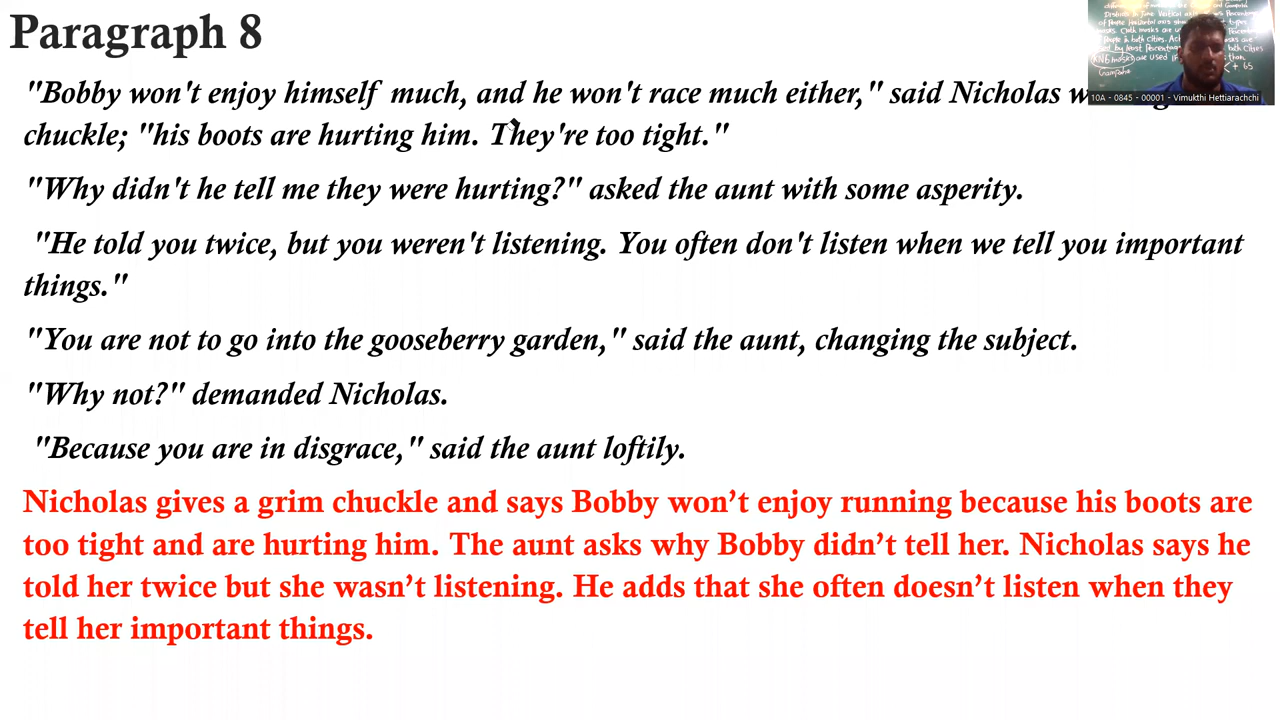 Paragraph 8
"Bobby won't enjoy himself much, and he won't race much either," said Nicholas
chuckle; "his boots are hurting him. They're too tight."
"Why didn't he tell me they were hurting?" asked the aunt with some asperity.
"He told you twice, but you weren't listening. You often don't listen when we tell you important
things."
"You are not to go into the gooseberry garden," said the aunt, changing the subject.
"Why not?" demanded Nicholas.
"Because you are in disgrace," said the aunt loftily.
Nicholas gives a grim chuckle and says Bobby won’t enjoy running because his boots are
too tight and are hurting him. The aunt asks why Bobby didn’t tell her. Nicholas says he
told her twice but she wasn’t listening. He adds that she often doesn’t listen when they
tell her important things.
10A - 0845 - 00001 - Vimukthi Hettiarachchi